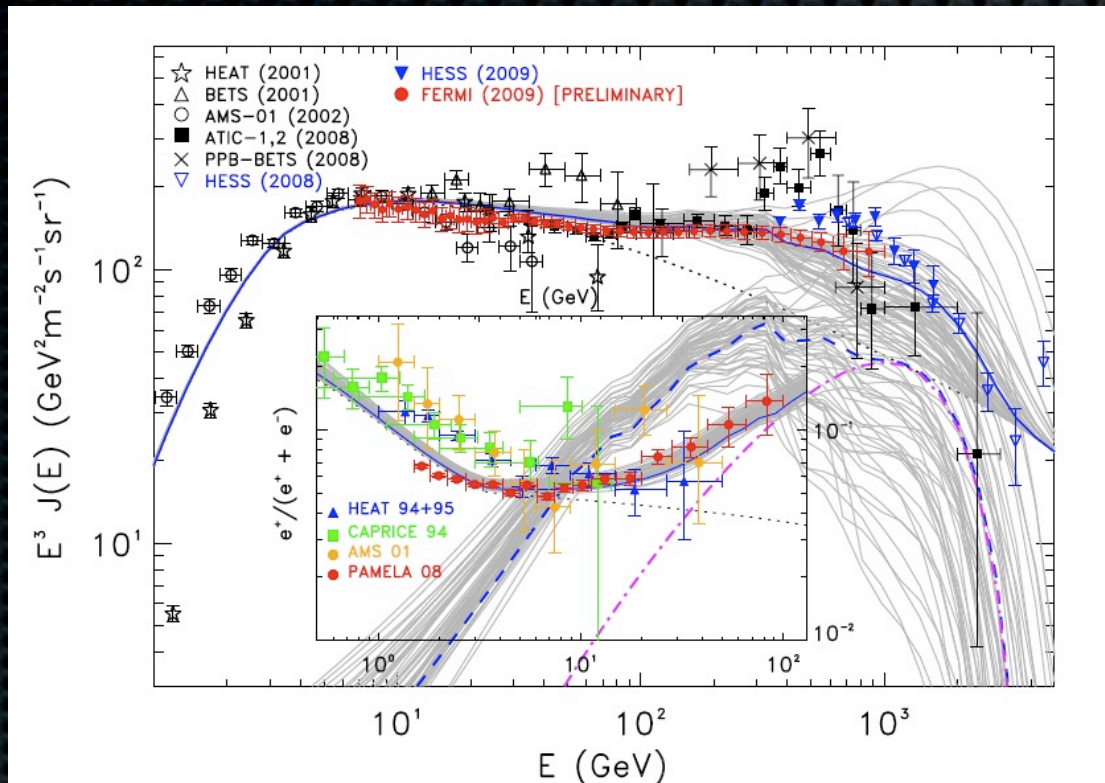 HEAT (2001)
BETS (2001)
AMS-01 (2002)
ATIC-1,2 (2008)
PPB-BETS (2008)
HESS (2008)
HESS (2009)
FERMI (2009) [PRELIMINARY]
E³ J(E) (GeV²m⁻²s⁻¹sr⁻¹)
10²
10¹
E (GeV)
e⁺/(e⁺ + e⁻)
HEAT 94+95
CAPRICE 94
AMS 01
PAMELA 08
10⁻¹
10⁻²
10⁰ 10¹ 10²
10¹ 10² 10³
E (GeV)